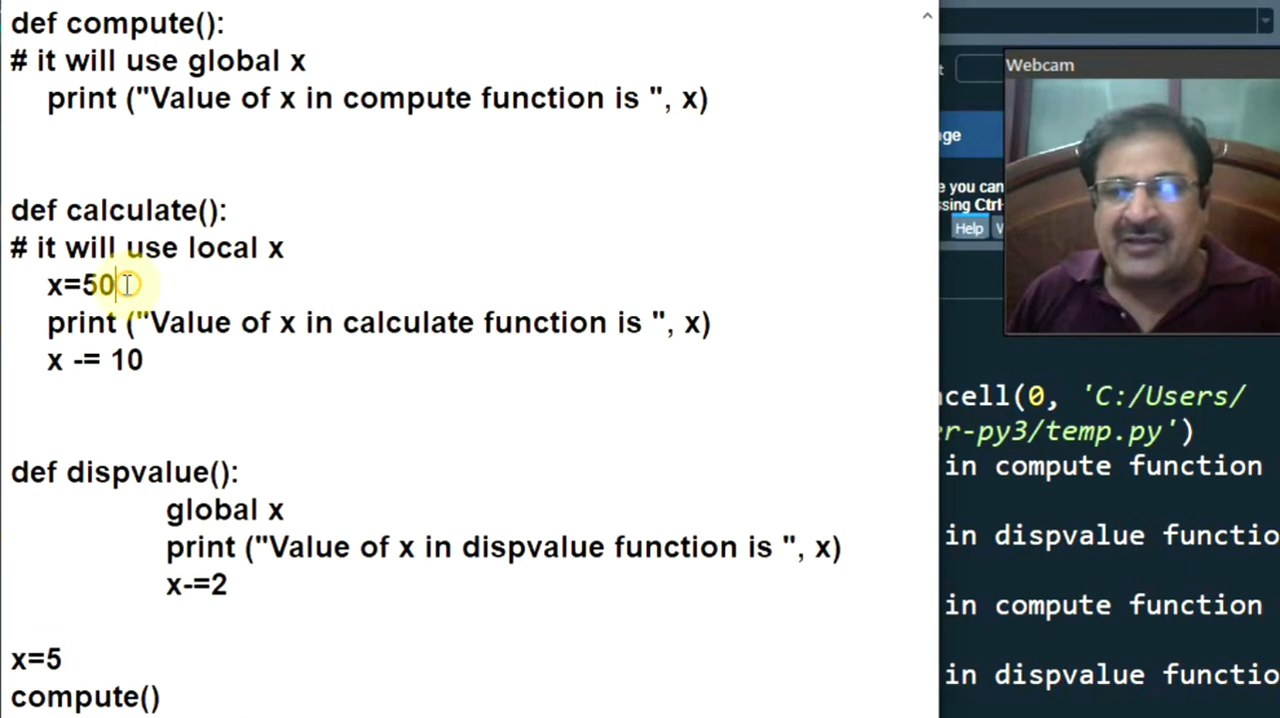 def compute():
# it will use global x
print ("Value of x in compute function is ", x)
def calculate():
# it will use local x
x=50
print ("Value of x in calculate function is ", x)
x -= 10
def dispvalue():
global x
print ("Value of x in dispvalue function is ", x)
x-=2
x=5
compute()
Webcam
e you can
Help
cell(0, 'C:/Users/
r-py3/temp.py')
in compute function
in dispvalue functio
in compute function
in dispvalue functio